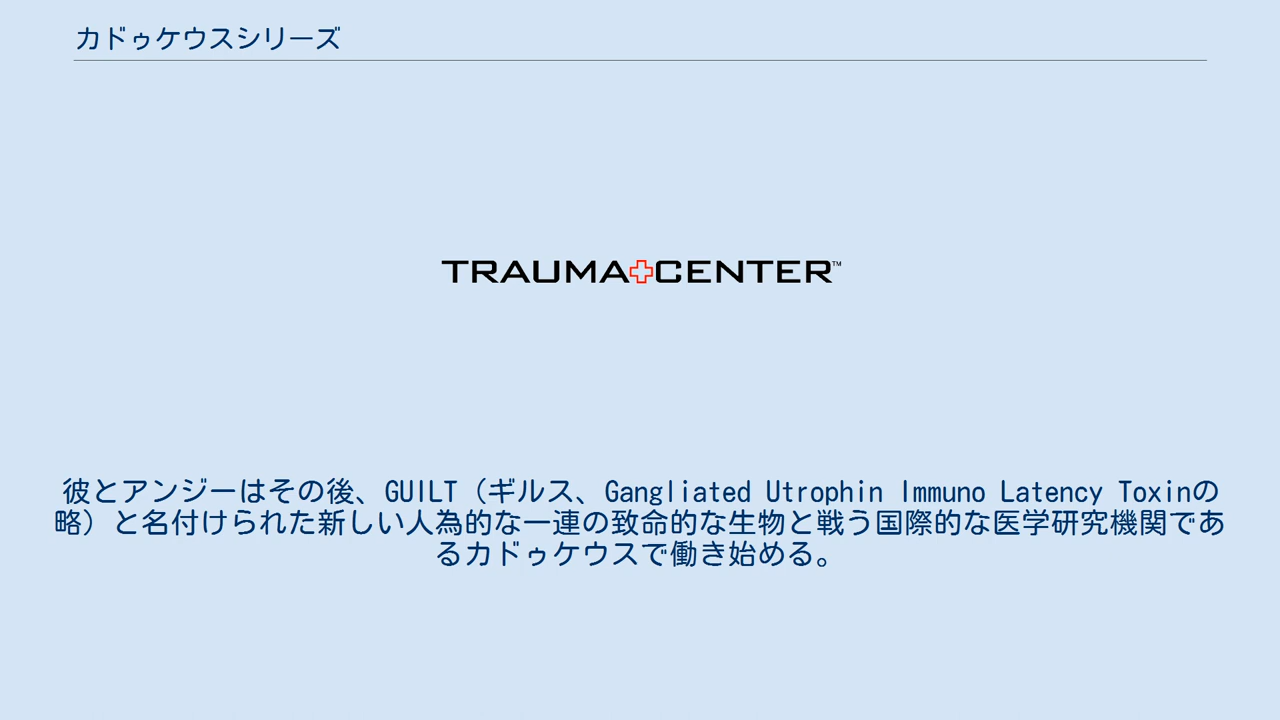 カドゥケウスシリーズ
TRAUMA CENTER™
彼とアンジーはその後、GUILT（ギルス、Gangliated Utrophin Immuno Latency Toxinの
略）と名付けられた新しい人為的な一連の致命的な生物と戦う国際的な医学研究機関であ
るカドゥケウスで働き始める。